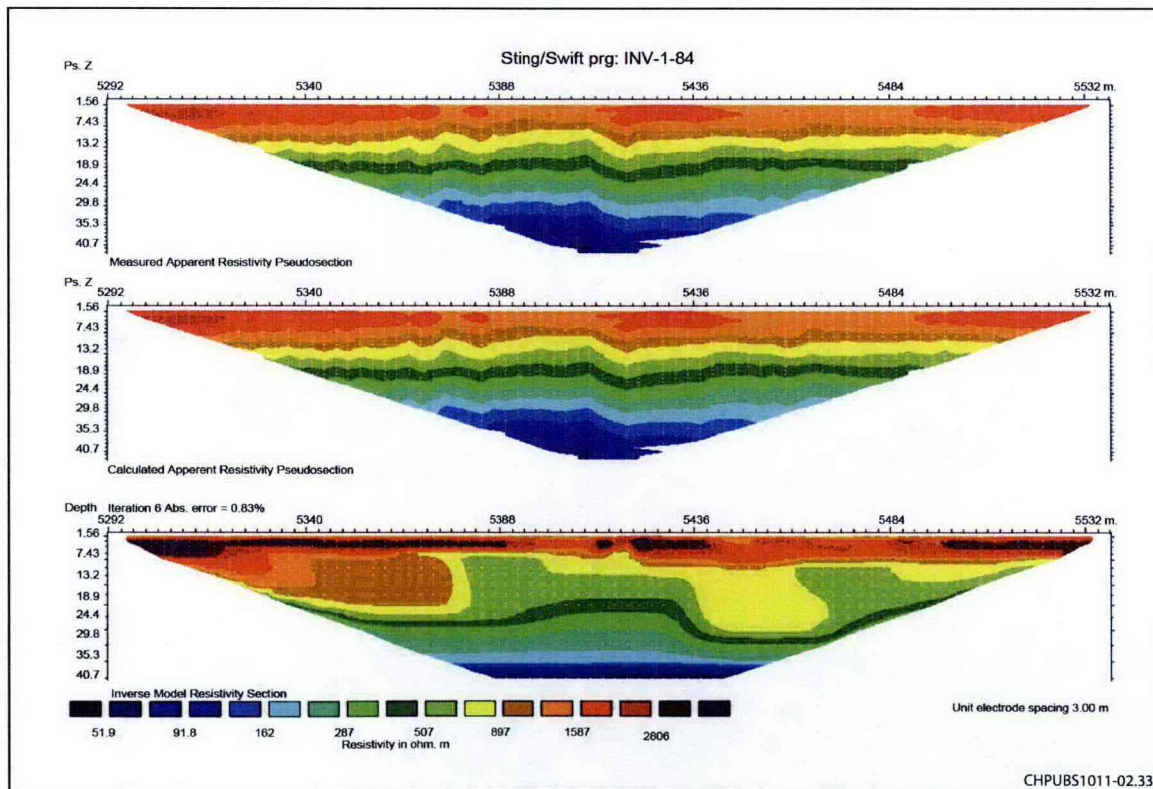 Sting/Swift prg: INV-1-84
Ps. Z
5292 5340 5388 5436 5484 5532 m.
1.56
7.43
13.2
18.9
24.4
29.8
35.3
40.7
Measured Apparent Resistivity Pseudosection
Ps. Z
5292 5340 5388 5436 5484 5532 m.
1.56
7.43
13.2
18.9
24.4
29.8
35.3
40.7
Calculated Apperent Resistivity Pseudosection
Depth Iteration 6 Abs. error = 0.83%
5292 5340 5388 5436 5484 5532 m.
1.56
7.43
13.2
18.9
24.4
29.8
35.3
40.7
Inverse Model Resistivity Section
51.9 91.8 162 287 507 897 1587 2806
Resistivity in ohm. m
Unit electrode spacing 3.00 m
CHPUBS1011-02.33